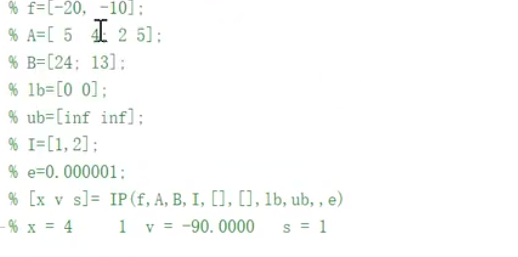 % f=[-20, -10];
% A=[ 5  4; 2 5];
% B=[24; 13];
% lb=[0 0];
% ub=[inf inf];
% I=[1,2];
% e=0.000001;
% [x v s]= IP(f,A,B,I,[],[],lb,ub,,e)
% x = 4     1  v = -90.0000   s = 1